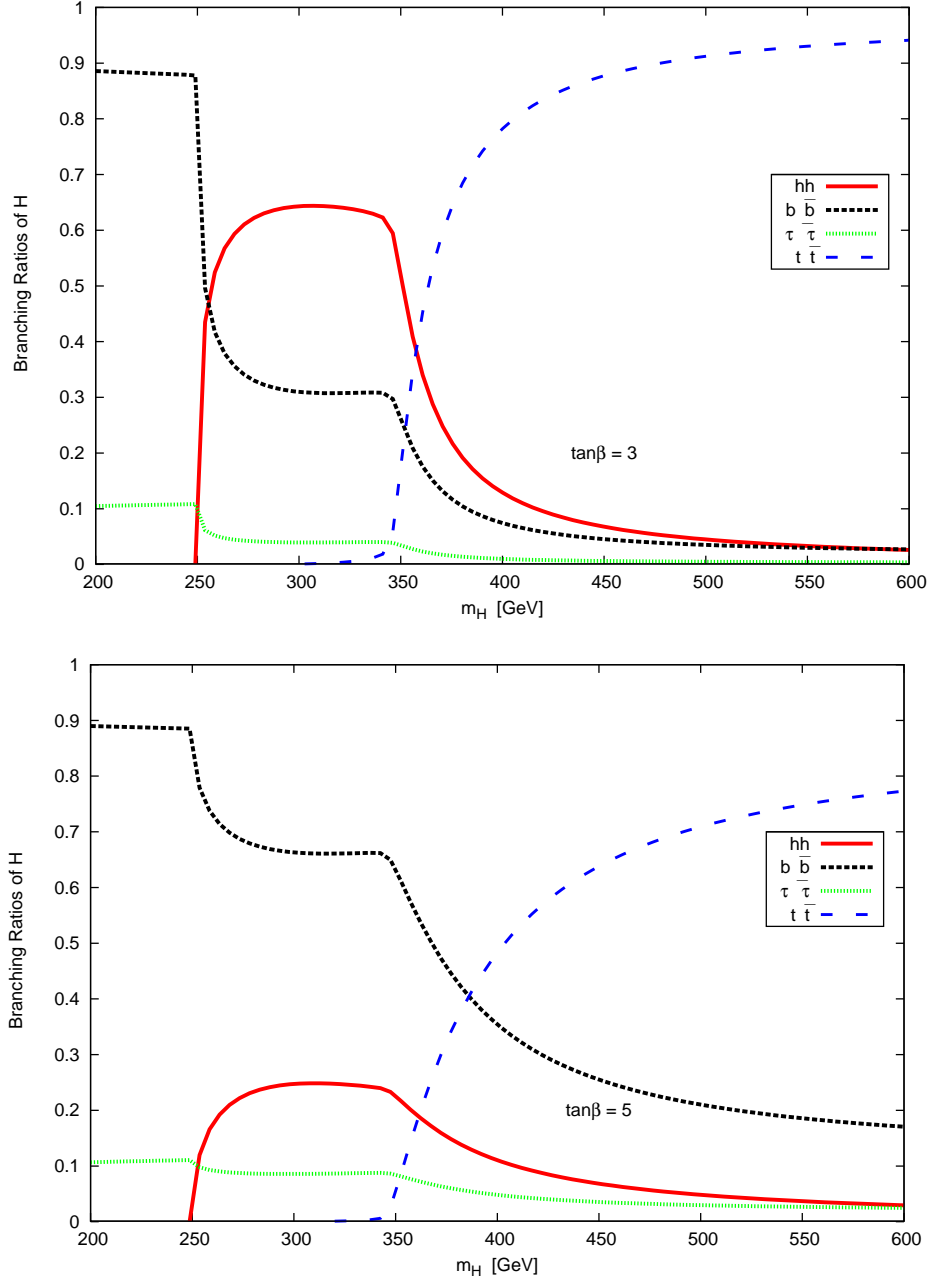 1
0.9
0.8
0.7
0.6
0.5
0.4
0.3
0.2
0.1
0
Branching Ratios of H
hh
b b̅
τ τ̅
t t̅
tanβ = 3
200 250 300 350 400 450 500 550 600
m_H [GeV]
1
0.9
0.8
0.7
0.6
0.5
0.4
0.3
0.2
0.1
0
Branching Ratios of H
hh
b b̅
τ τ̅
t t̅
tanβ = 5
200 250 300 350 400 450 500 550 600
m_H [GeV]